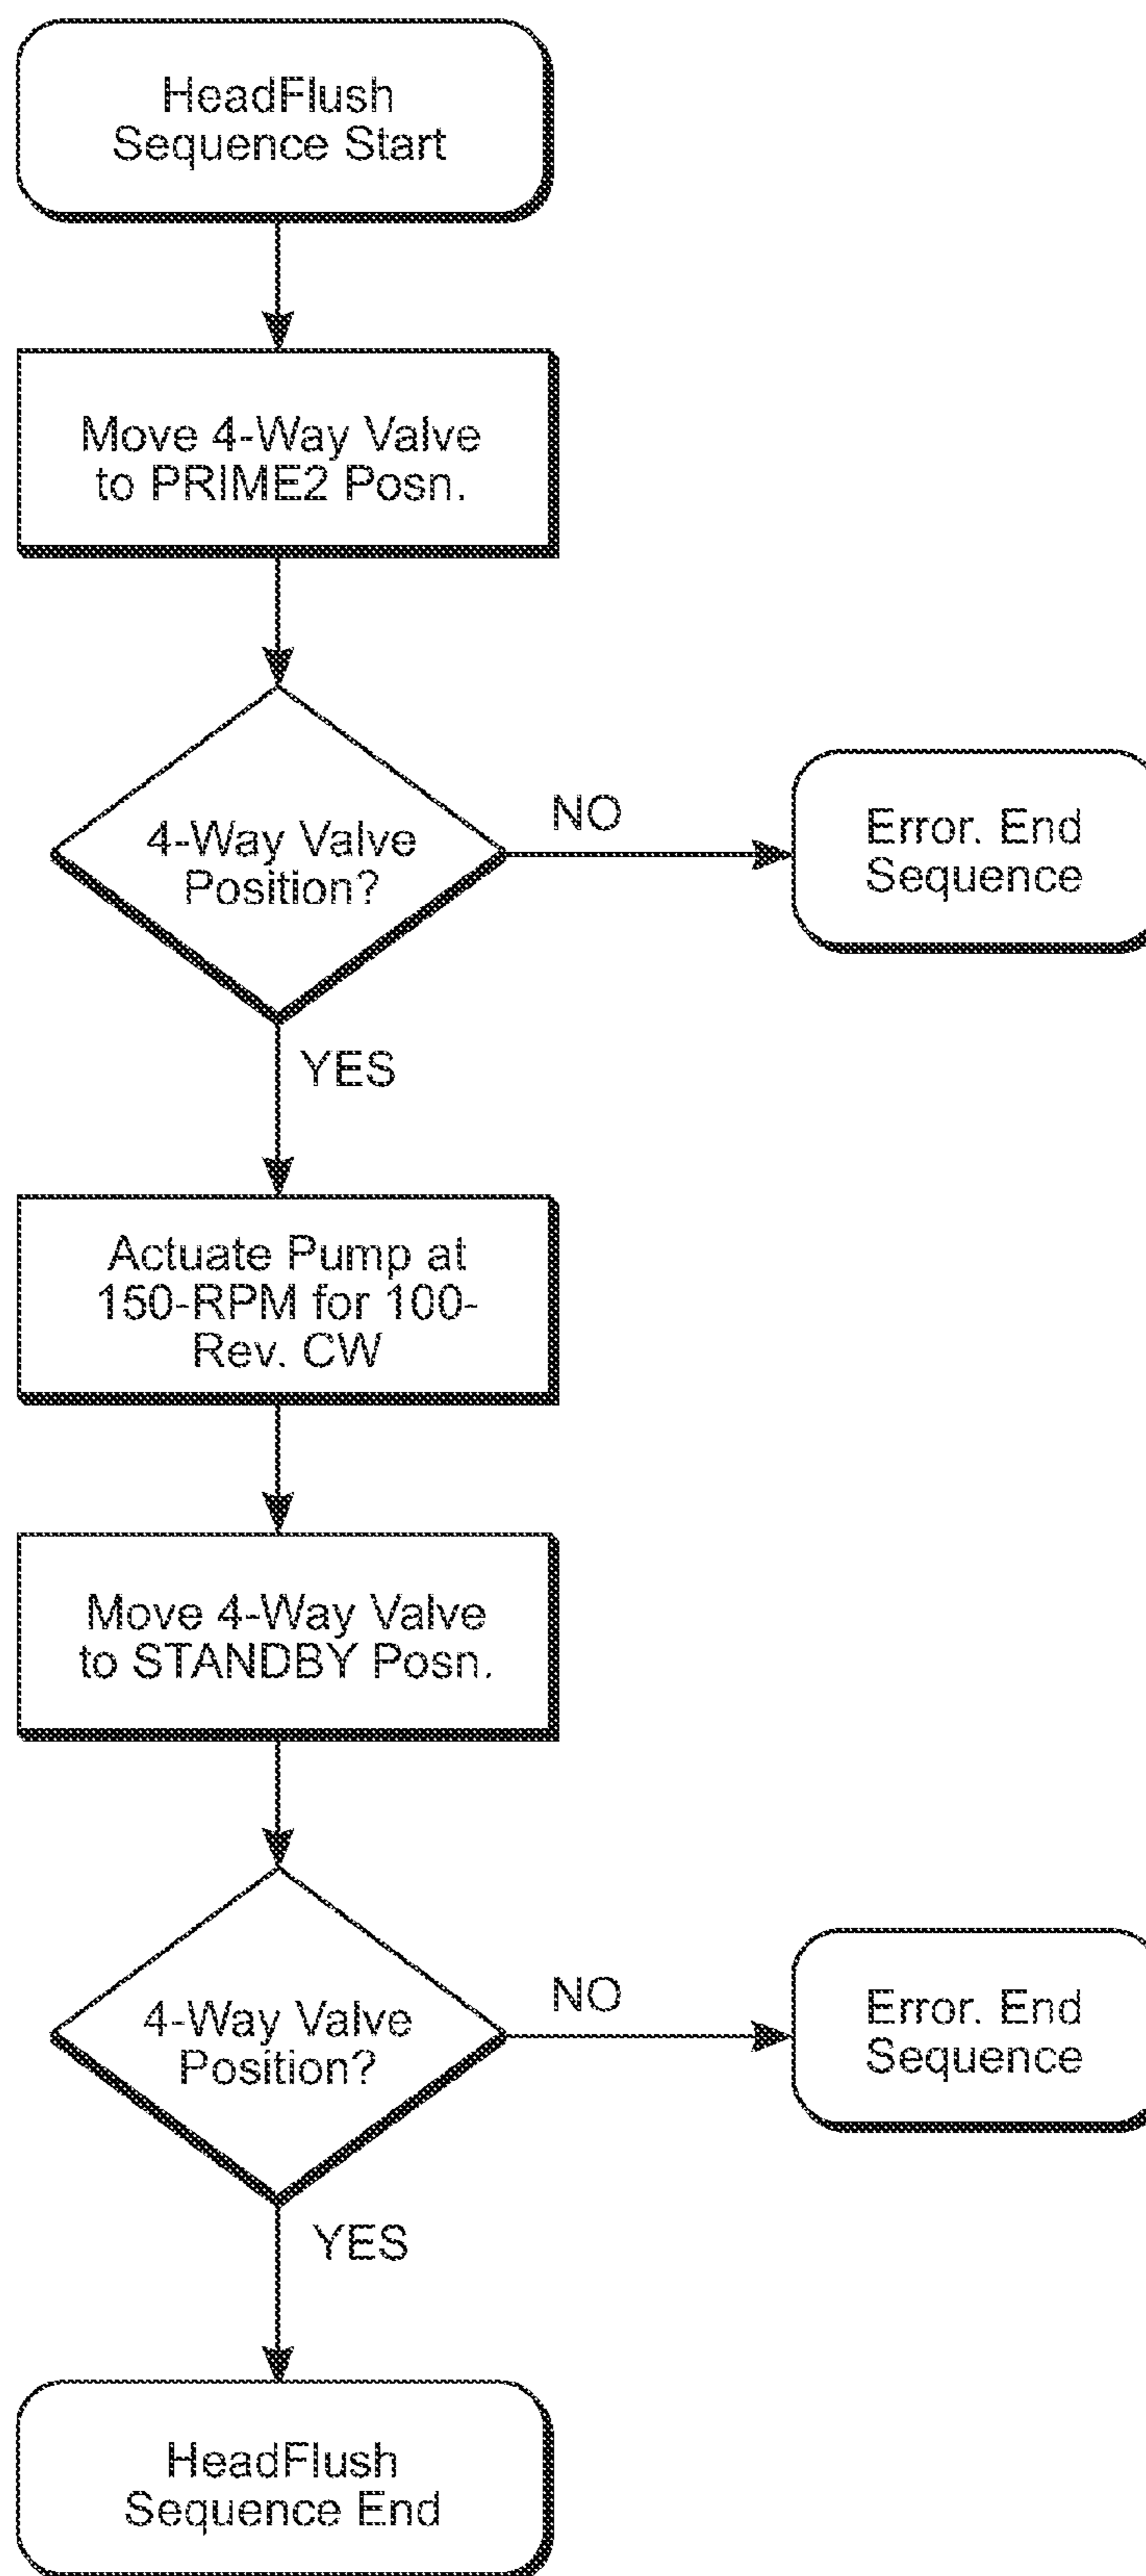 HeadFlush
Sequence Start
Move 4-Way Valve
to PRIME2 Posn.
4-Way Valve
Position?
NO
Error. End
Sequence
YES
Actuate Pump at
150-RPM for 100-
Rev. CW
Move 4-Way Valve
to STANDBY Posn.
4-Way Valve
Position?
NO
Error. End
Sequence
YES
HeadFlush
Sequence End